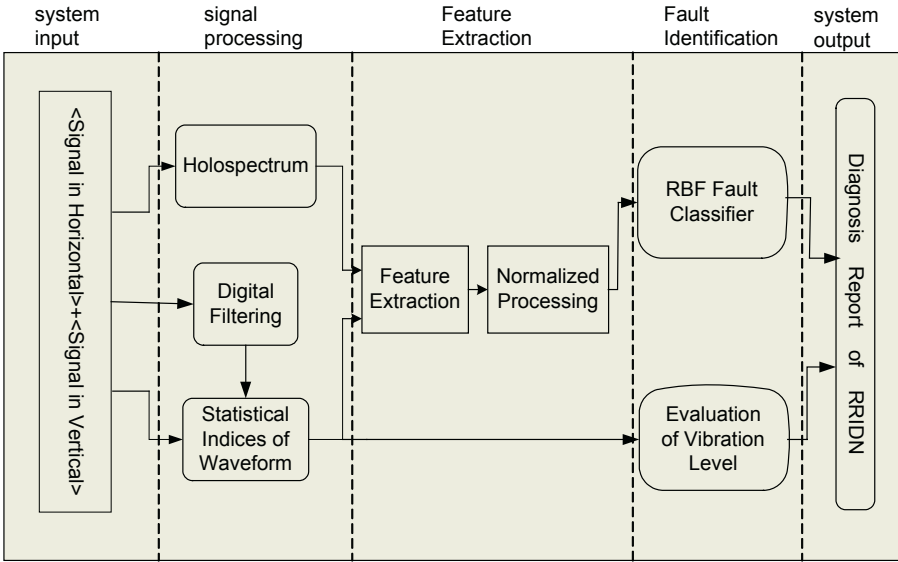 system
input
signal
processing
Feature
Extraction
Fault
Identification
system
output
<Signal in Horizontal>+<Signal in Vertical>
Holospectrum
Digital
Filtering
Statistical
Indices of
Waveform
Feature
Extraction
Normalized
Processing
RBF Fault
Classifier
Evaluation
of Vibration
Level
Diagnosis Report of RRIDN